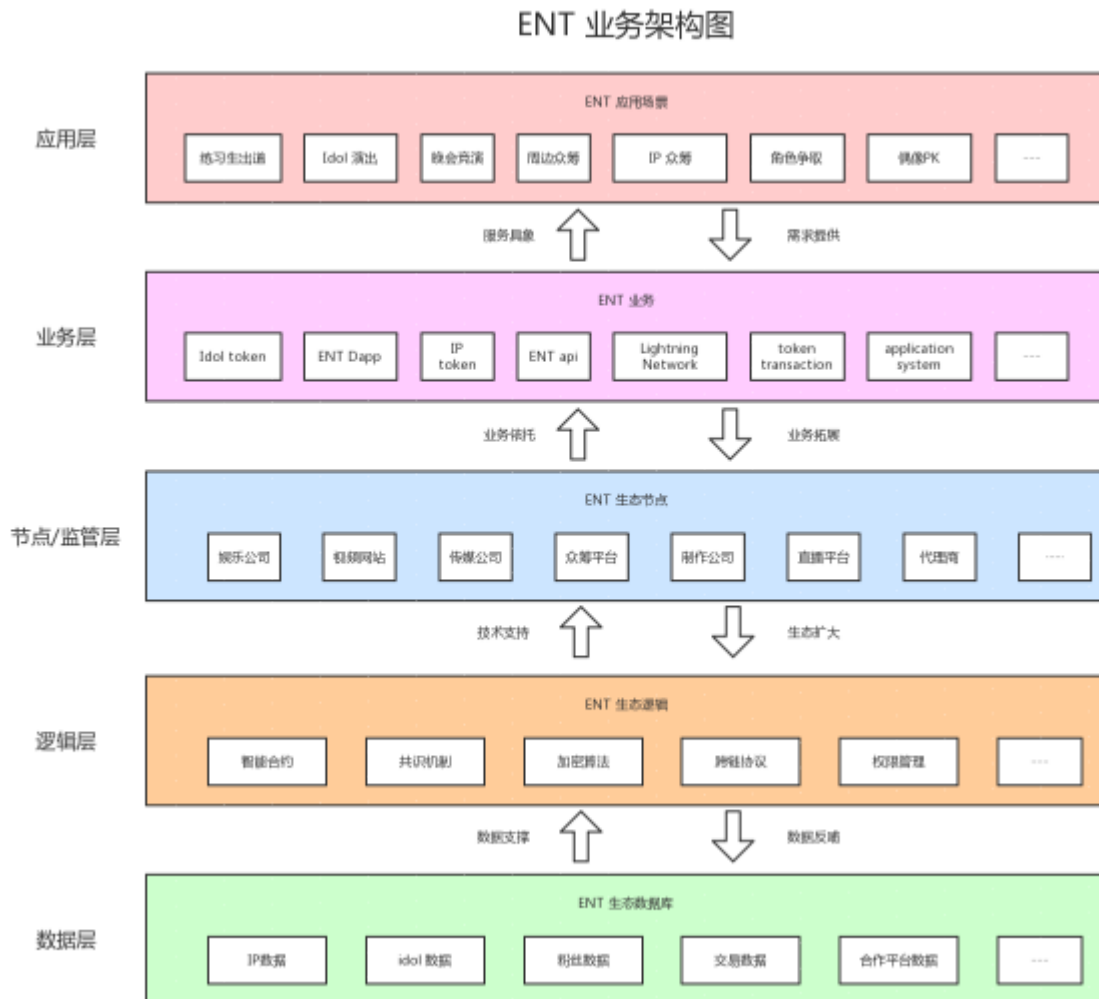 ENT 业务架构图
应用层
ENT 应用场景
练习生出道
Idol 演出
晚会竞演
周边众筹
IP 众筹
角色争取
偶像PK
---
服务具象
需求提供
业务层
ENT 业务
Idol token
ENT Dapp
IP
token
ENT api
Lightning
Network
token
transaction
application
system
---
业务依托
业务拓展
节点/监管层
ENT 生态节点
娱乐公司
视频网站
传媒公司
众筹平台
制作公司
直播平台
代理商
----
技术支持
生态扩大
逻辑层
ENT 生态逻辑
智能合约
共识机制
加密算法
跨链协议
权限管理
---
数据支撑
数据反哺
数据层
ENT 生态数据库
IP数据
idol 数据
粉丝数据
交易数据
合作平台数据
---